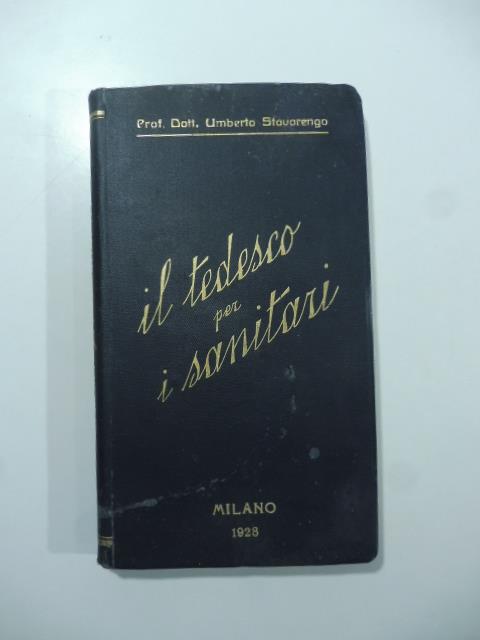 Prof. Dott. Umberto Stavarengo
il tedesco
per
i sanitari
MILANO
1928